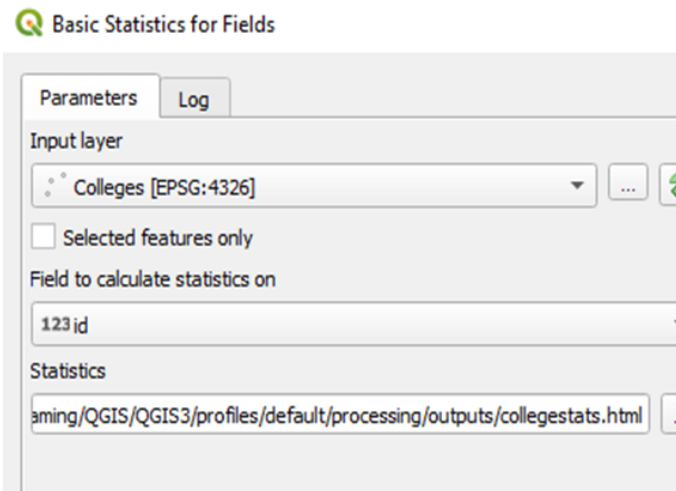 Basic Statistics for Fields
Parameters Log
Input layer
Colleges [EPSG:4326]
...
Selected features only
Field to calculate statistics on
123 id
Statistics
aming/QGIS/QGIS3/profiles/default/processing/outputs/collegestats.html